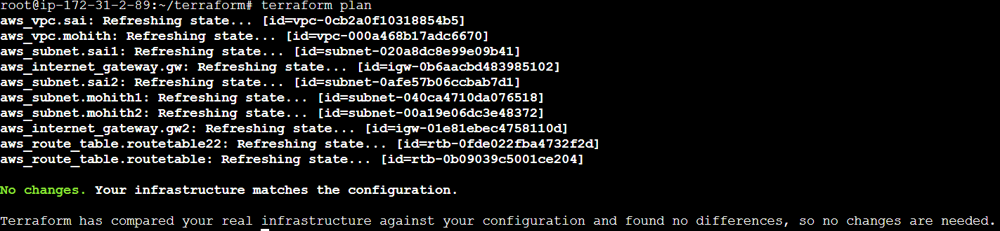 root@ip-172-31-2-89:~/terraform# terraform plan
aws_vpc.sai: Refreshing state... [id=vpc-0cb2a0f10318854b5]
aws_vpc.mohith: Refreshing state... [id=vpc-000a468b17adc6670]
aws_subnet.sai1: Refreshing state... [id=subnet-020a8dc8e99e09b41]
aws_internet_gateway.gw: Refreshing state... [id=igw-0b6aacbd483985102]
aws_subnet.sai2: Refreshing state... [id=subnet-0afe57b06ccbab7d1]
aws_subnet.mohith1: Refreshing state... [id=subnet-040ca4710da076518]
aws_subnet.mohith2: Refreshing state... [id=subnet-00a19e06dc3e48372]
aws_internet_gateway.gw2: Refreshing state... [id=igw-01e81ebec4758110d]
aws_route_table.routetable22: Refreshing state... [id=rtb-0fde022fba4732f2d]
aws_route_table.routetable: Refreshing state... [id=rtb-0b09039c5001ce204]
No changes. Your infrastructure matches the configuration.
Terraform has compared your real infrastructure against your configuration and found no differences, so no changes are needed.